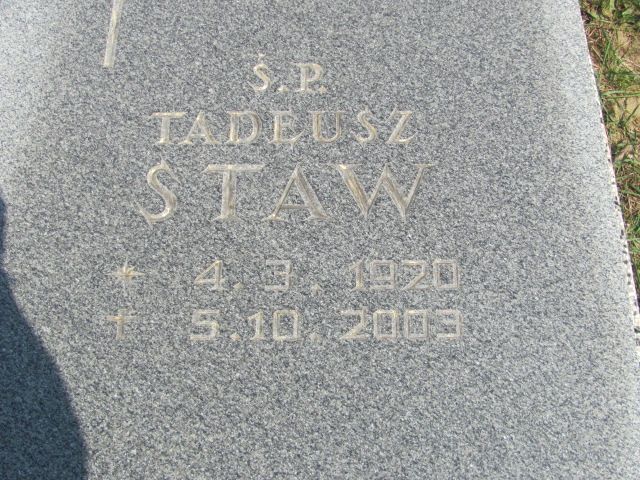 Ś.P.
TADEUSZ
STAW
* 4.3.1920
† 5.10.2003